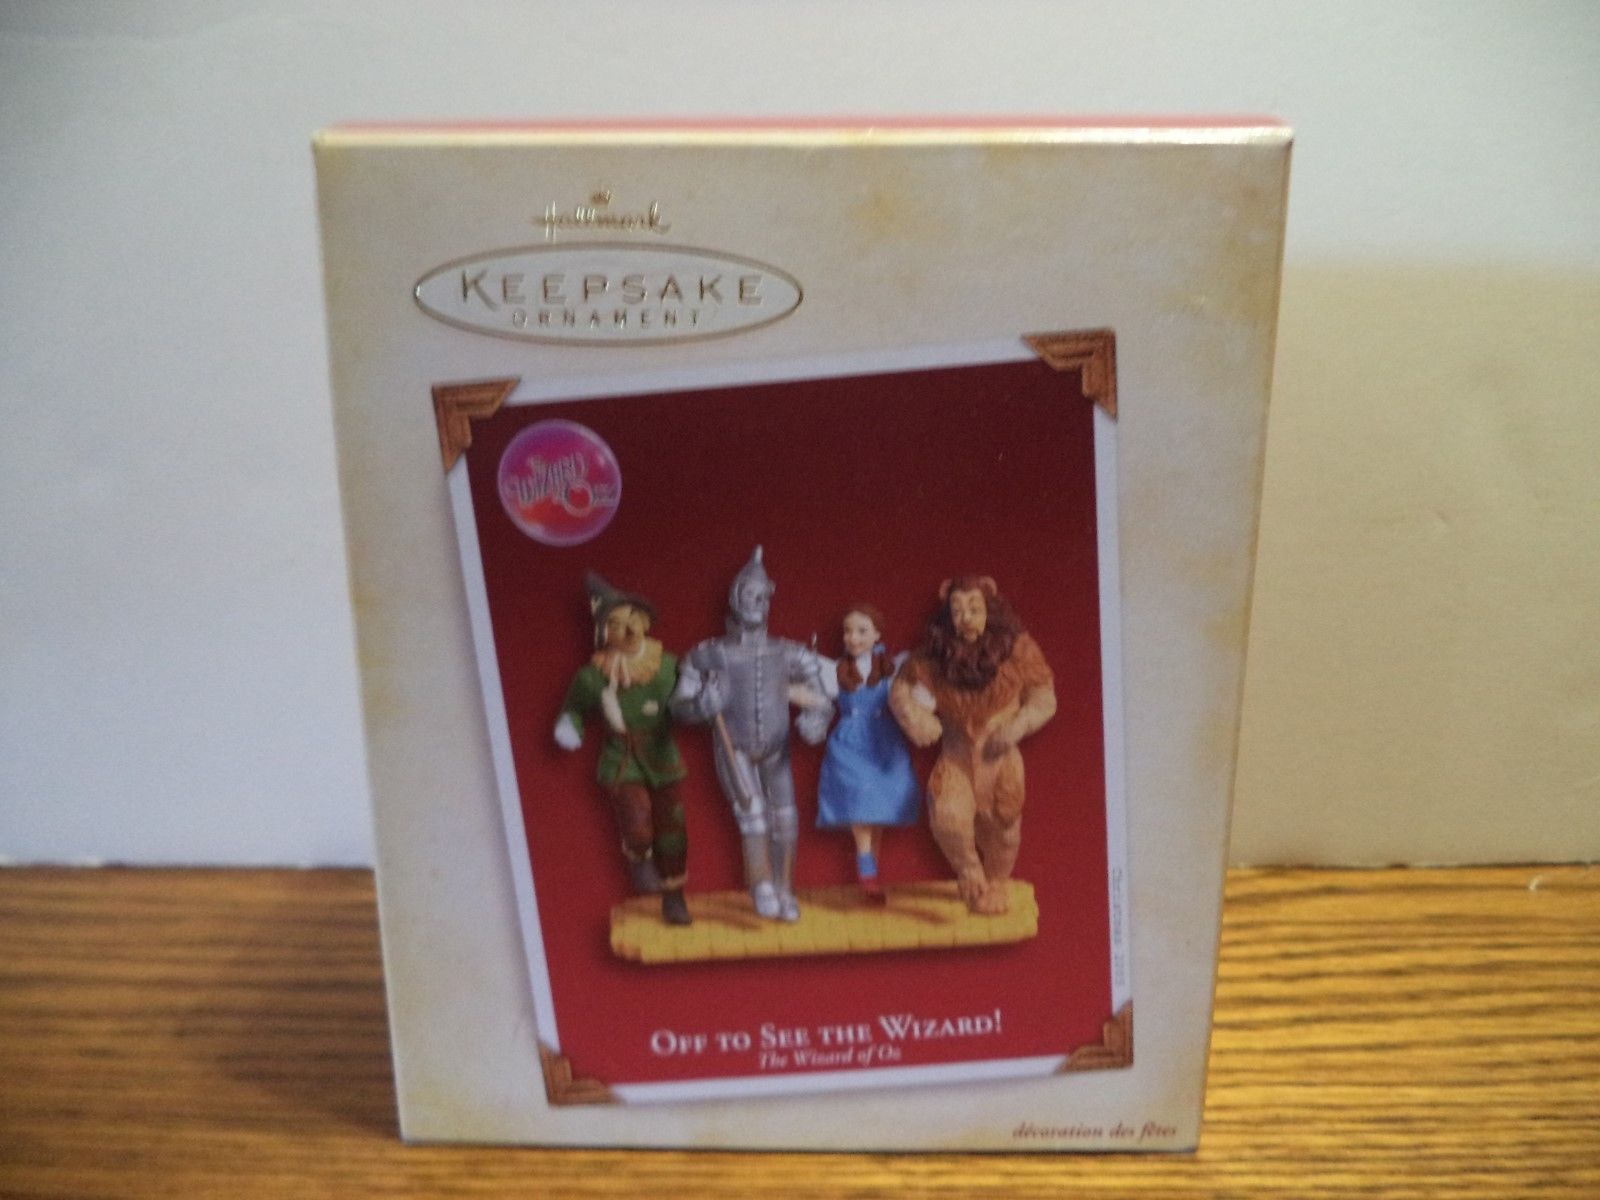 Hallmark
KEEPSAKE
ORNAMENT
THE
WIZARD
OF OZ
OFF TO SEE THE WIZARD!
The Wizard of Oz
décoration des fêtes